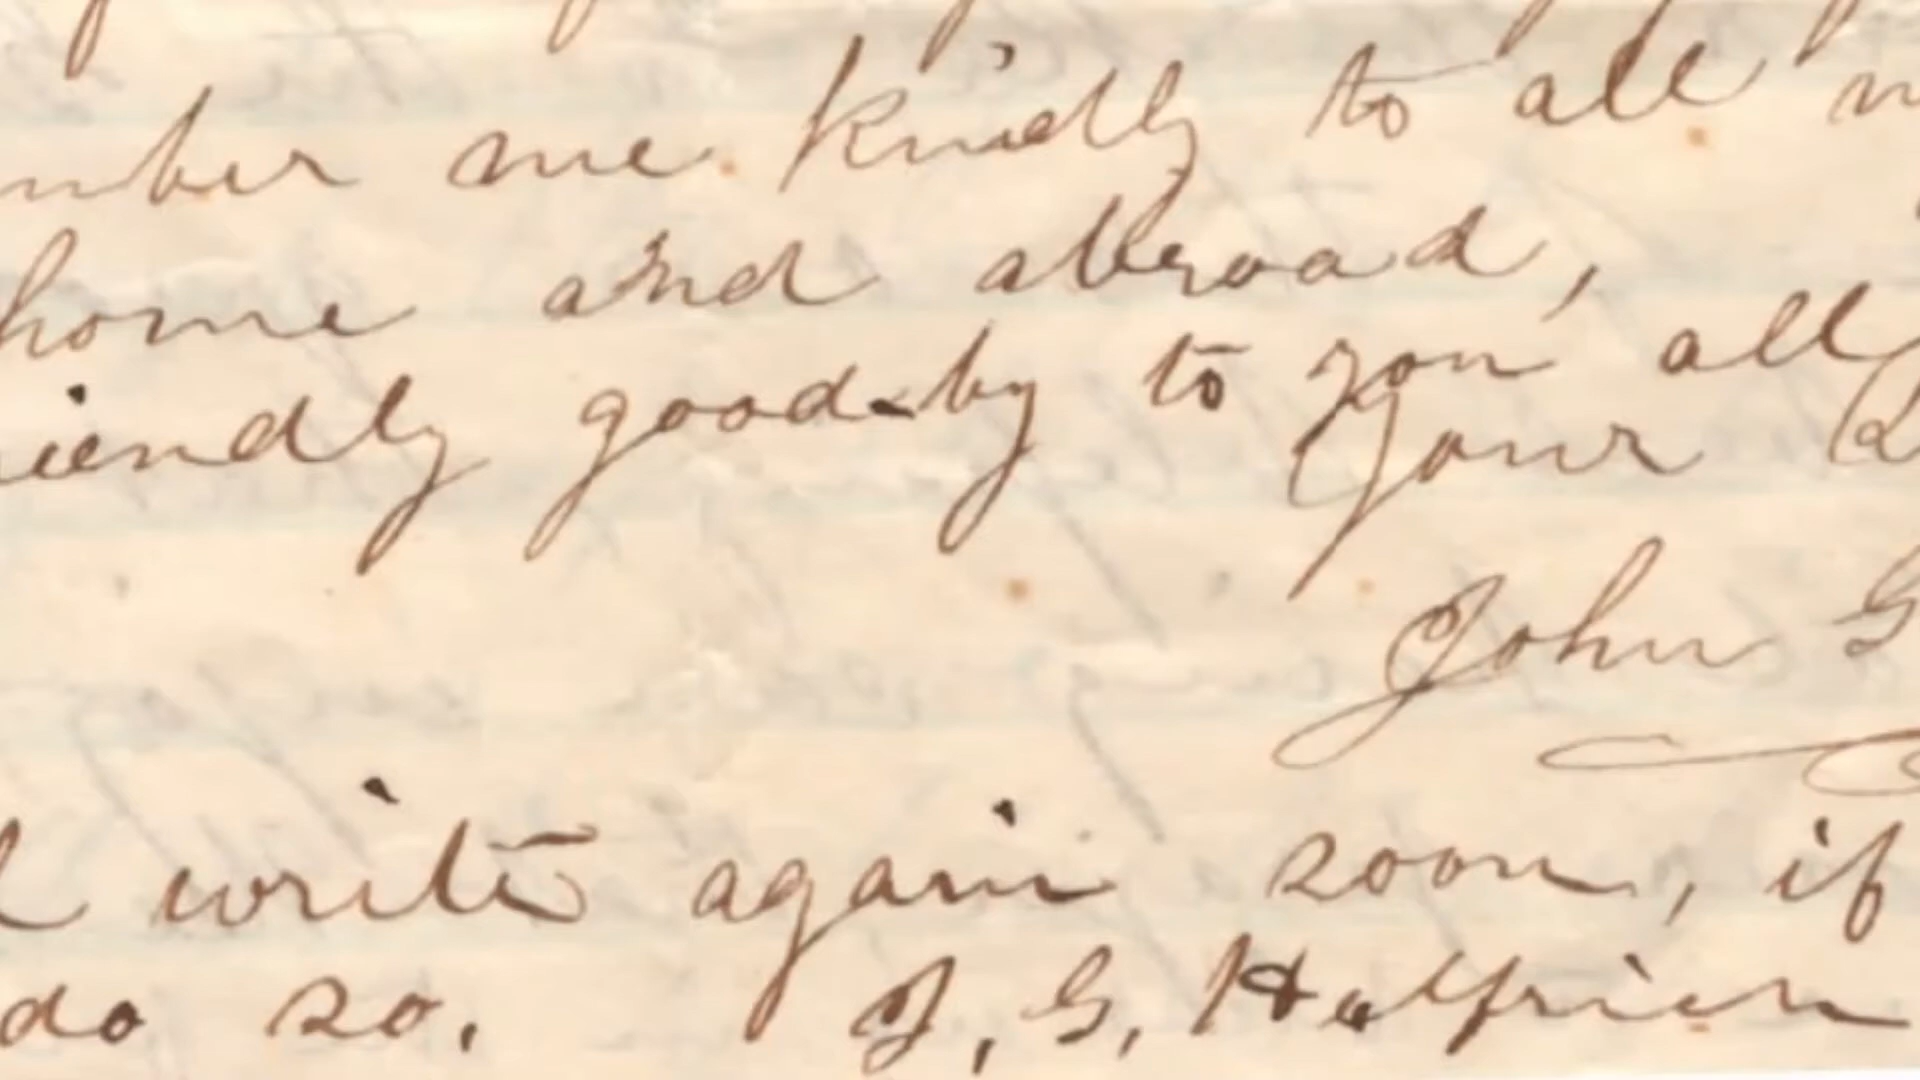 mber me kindly to all
home and abroad,
iendly good-by to you all
Your
John G
write again soon, if
do so. J. G. Helfrich